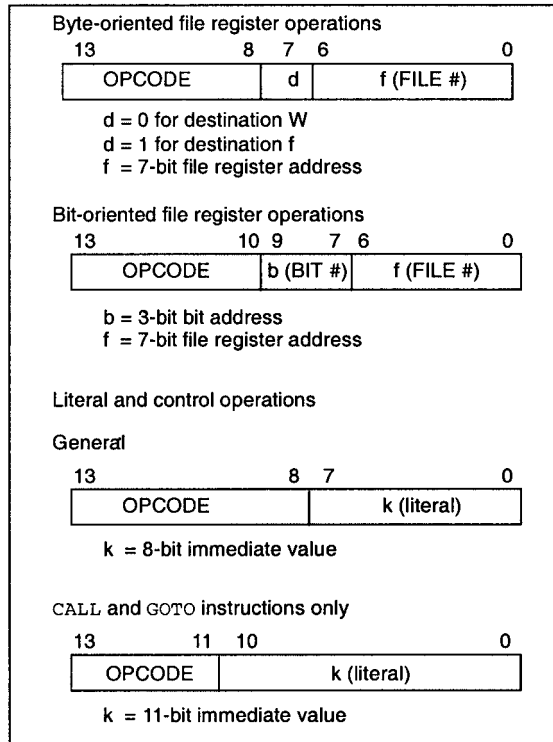 Byte-oriented file register operations
13 8 7 6 0
OPCODE d f (FILE #)
d = 0 for destination W
d = 1 for destination f
f = 7-bit file register address
Bit-oriented file register operations
13 10 9 7 6 0
OPCODE b (BIT #) f (FILE #)
b = 3-bit bit address
f = 7-bit file register address
Literal and control operations
General
13 8 7 0
OPCODE k (literal)
k = 8-bit immediate value
CALL and GOTO instructions only
13 11 10 0
OPCODE k (literal)
k = 11-bit immediate value